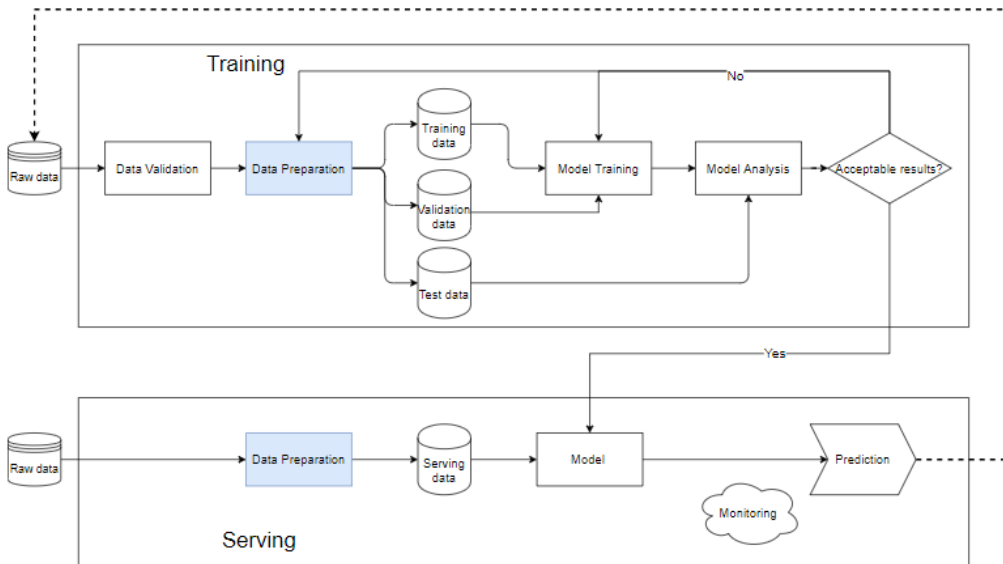 Training
No
Raw data
Data Validation
Data Preparation
Training
data
Validation
data
Test data
Model Training
Model Analysis
Acceptable results?
Yes
Raw data
Data Preparation
Serving
data
Model
Prediction
Monitoring
Serving